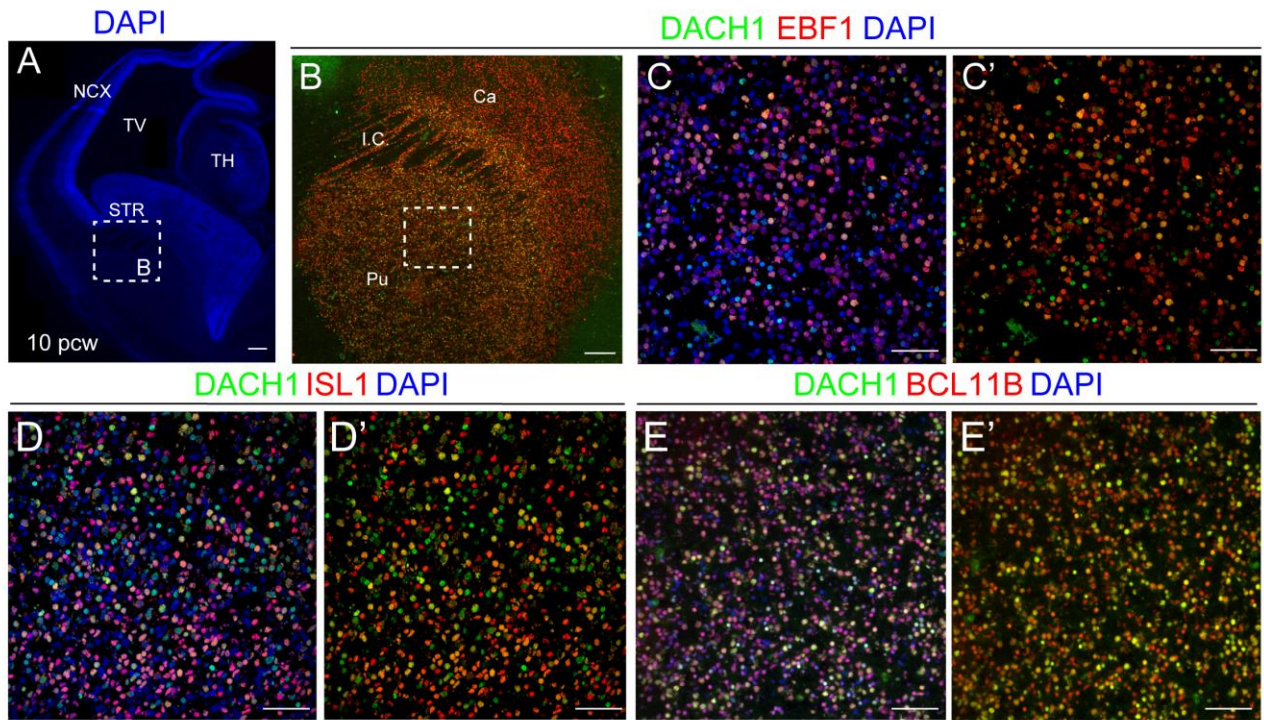 DAPI
DACH1 EBF1 DAPI
A
NCX
TV
TH
STR
B
10 pcw
B
Ca
I.C.
Pu
C
C’
DACH1 ISL1 DAPI
DACH1 BCL11B DAPI
D
D’
E
E’